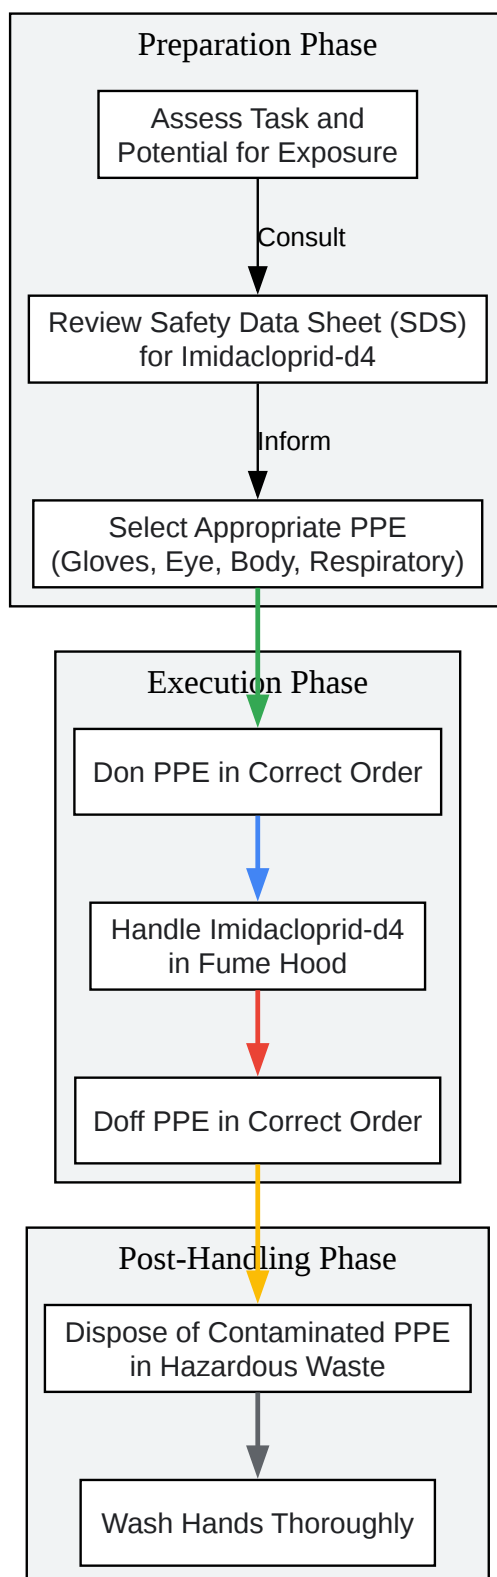 Preparation Phase
Assess Task and
Potential for Exposure
Consult
Review Safety Data Sheet (SDS)
for Imidacloprid-d4
Inform
Select Appropriate PPE
(Gloves, Eye, Body, Respiratory)
Execution Phase
Don PPE in Correct Order
Handle Imidacloprid-d4
in Fume Hood
Doff PPE in Correct Order
Post-Handling Phase
Dispose of Contaminated PPE
in Hazardous Waste
Wash Hands Thoroughly